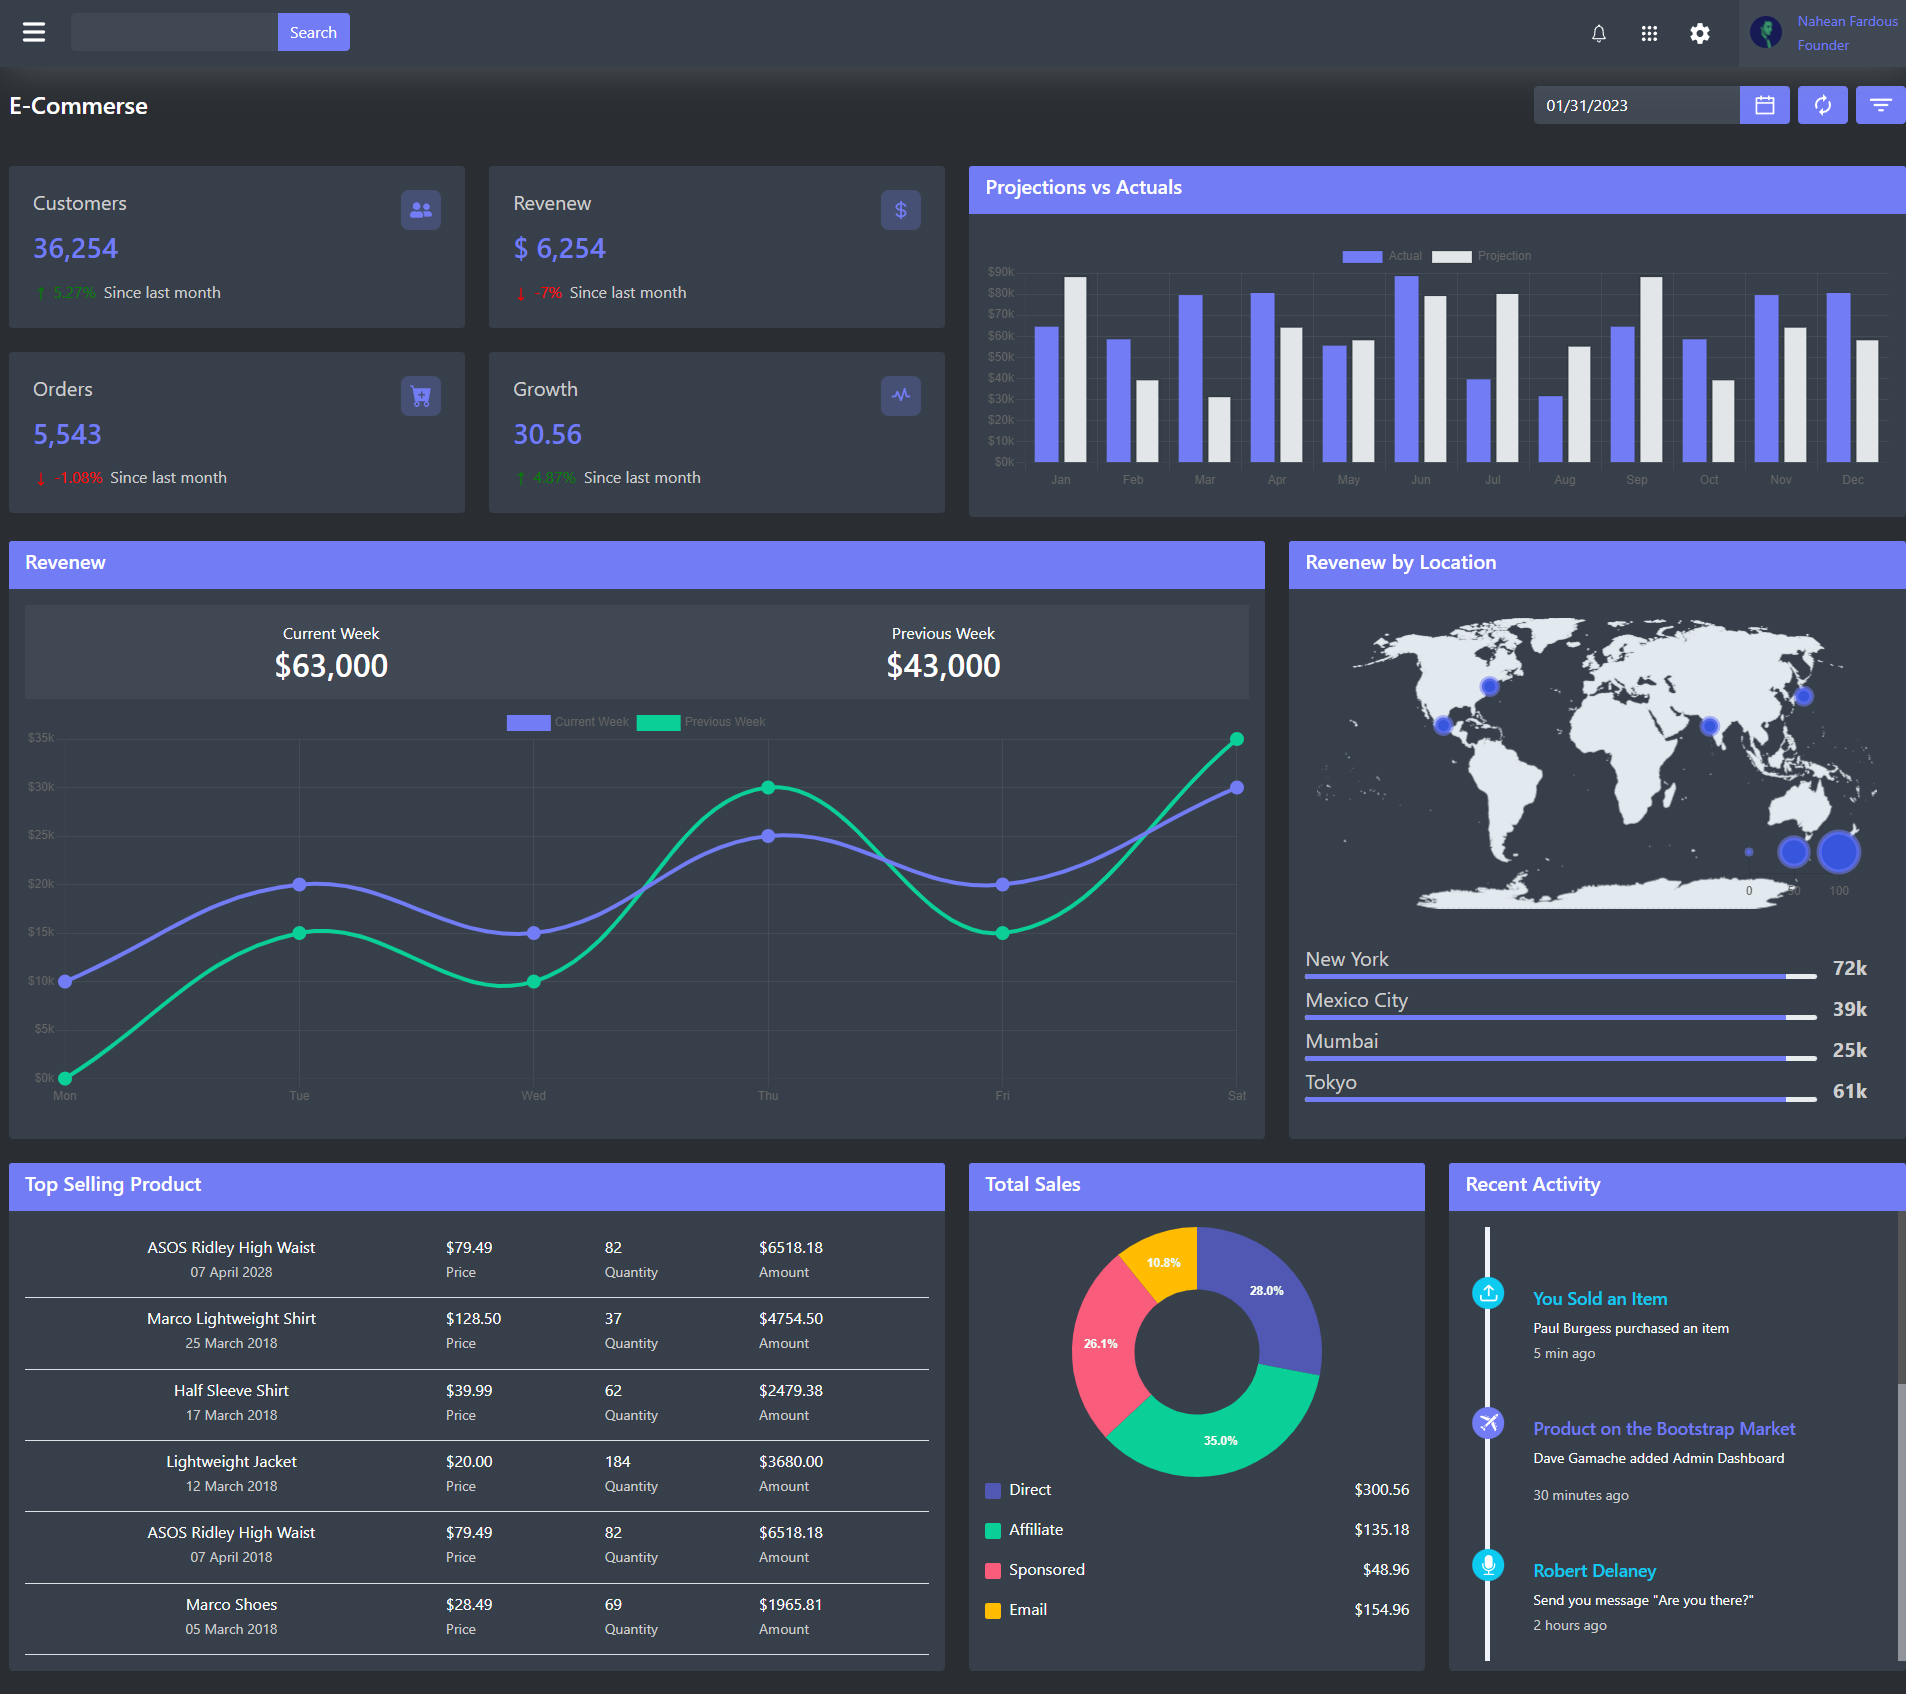 Search
Nahean Fardous
Founder
E-Commerse
01/31/2023
Customers
36,254
↑ 5.27% Since last month
Revenew
$ 6,254
↓ -7% Since last month
Orders
5,543
↓ -1.08% Since last month
Growth
30.56
↑ 4.87% Since last month
Projections vs Actuals
Actual Projection
$90k
$80k
$70k
$60k
$50k
$40k
$30k
$20k
$10k
$0k
Jan Feb Mar Apr May Jun Jul Aug Sep Oct Nov Dec
Revenew
Current Week
$63,000
Previous Week
$43,000
Current Week Previous Week
$35k
$30k
$25k
$20k
$15k
$10k
$5k
$0k
Mon Tue Wed Thu Fri Sat
Revenew by Location
0 50 100
New York 72k
Mexico City 39k
Mumbai 25k
Tokyo 61k
Top Selling Product
ASOS Ridley High Waist $79.49 82 $6518.18
07 April 2028 Price Quantity Amount
Marco Lightweight Shirt $128.50 37 $4754.50
25 March 2018 Price Quantity Amount
Half Sleeve Shirt $39.99 62 $2479.38
17 March 2018 Price Quantity Amount
Lightweight Jacket $20.00 184 $3680.00
12 March 2018 Price Quantity Amount
ASOS Ridley High Waist $79.49 82 $6518.18
07 April 2018 Price Quantity Amount
Marco Shoes $28.49 69 $1965.81
05 March 2018 Price Quantity Amount
Total Sales
10.8%
28.0%
26.1%
35.0%
Direct $300.56
Affiliate $135.18
Sponsored $48.96
Email $154.96
Recent Activity
You Sold an Item
Paul Burgess purchased an item
5 min ago
Product on the Bootstrap Market
Dave Gamache added Admin Dashboard
30 minutes ago
Robert Delaney
Send you message "Are you there?"
2 hours ago